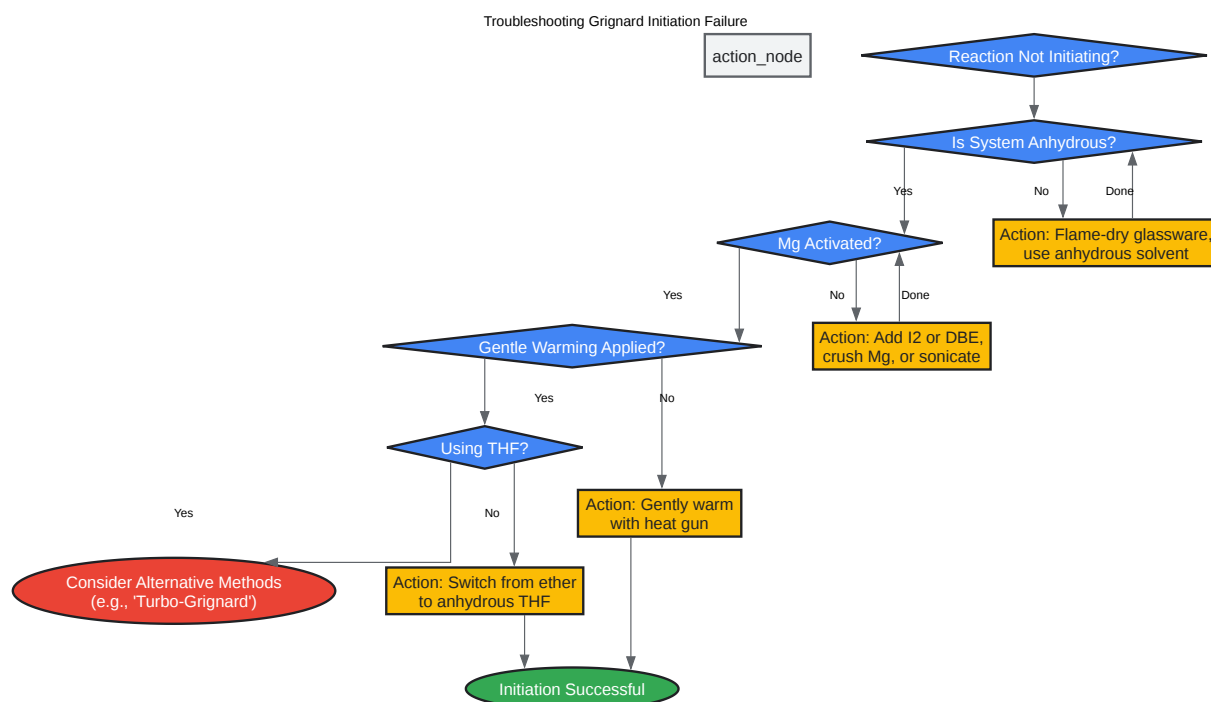 Troubleshooting Grignard Initiation Failure
action_node
Reaction Not Initiating?
Is System Anhydrous?
Yes
No
Done
Action: Flame-dry glassware,
use anhydrous solvent
Mg Activated?
Yes
No
Done
Action: Add I2 or DBE,
crush Mg, or sonicate
Gentle Warming Applied?
Yes
No
Using THF?
Action: Gently warm
with heat gun
Yes
No
Consider Alternative Methods
(e.g., 'Turbo-Grignard')
Action: Switch from ether
to anhydrous THF
Initiation Successful